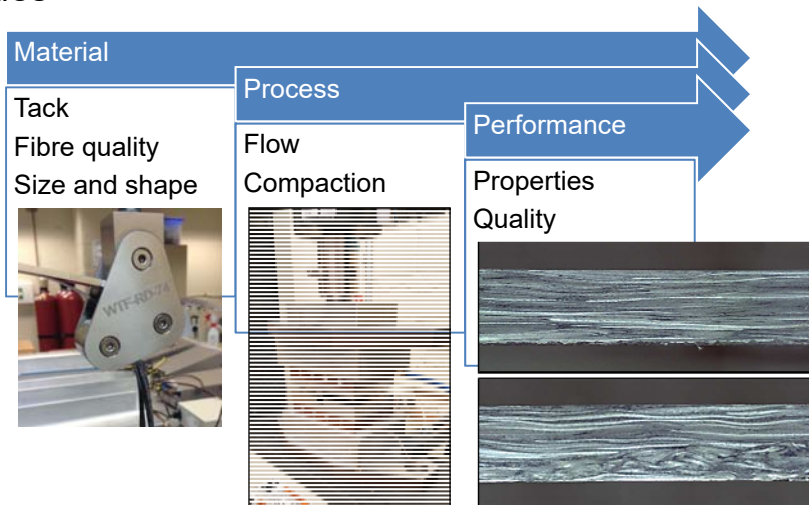 Material
Tack
Fibre quality
Size and shape
WTF-RD-74
Process
Flow
Compaction
Performance
Properties
Quality